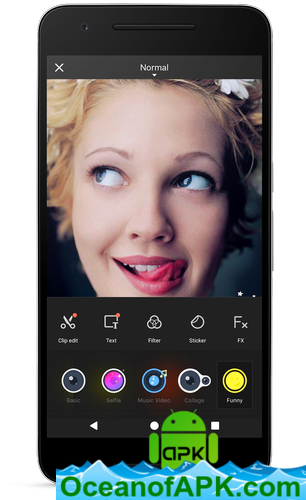 Normal
Clip edit Text Filter Sticker FX
Basic Selfie Music Video Collage Funny
APK
OceanofAPK.com